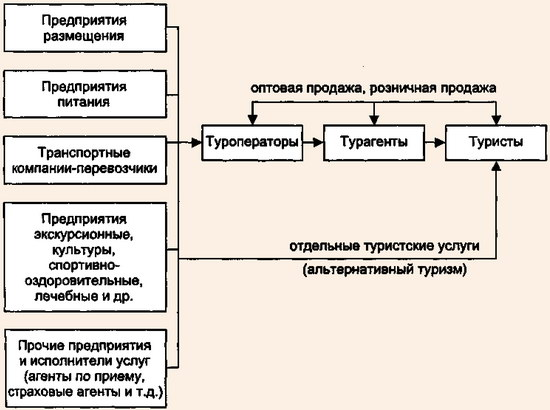 Предприятия
размещения
Предприятия
питания
Транспортные
компании-перевозчики
Предприятия
экскурсионные,
культуры,
спортивно-
оздоровительные,
лечебные и др.
Прочие предприятия
и исполнители услуг
(агенты по приему,
страховые агенты и т.д.)
оптовая продажа, розничная продажа
Туроператоры
Турагенты
Туристы
отдельные туристские услуги
(альтернативный туризм)